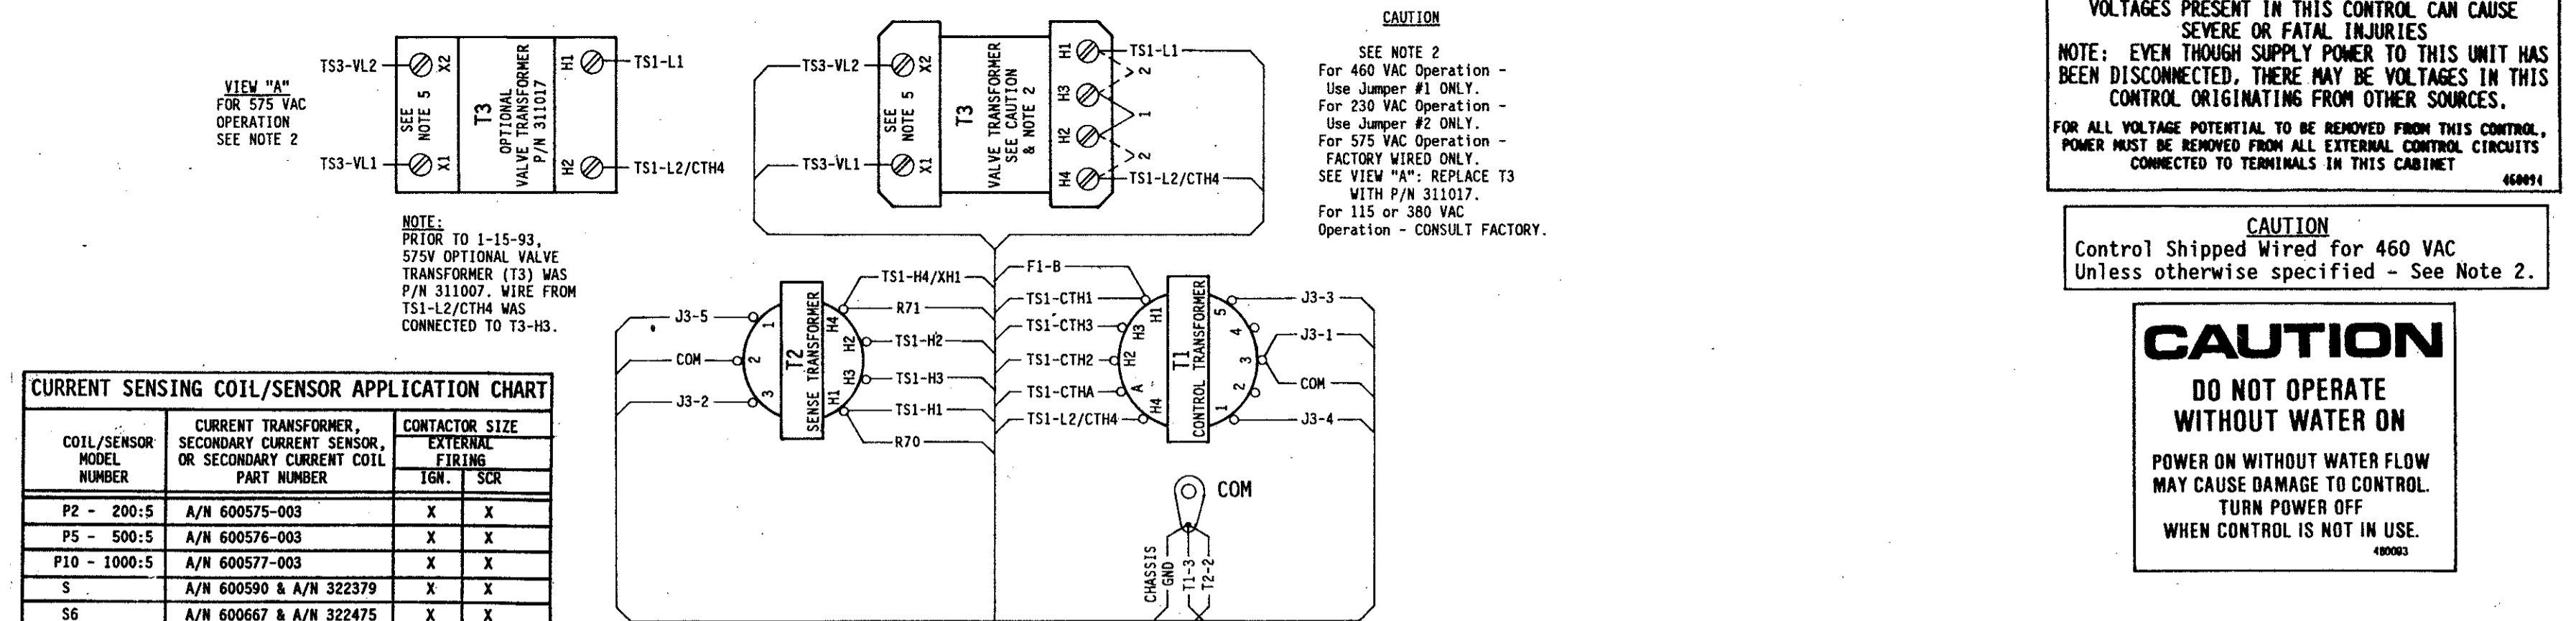 VIEW "A"
FOR 575 VAC
OPERATION
SEE NOTE 2
TS3-VL2
TS3-VL1
X2
X1
SEE
NOTE 5
T3
OPTIONAL
VALVE TRANSFORMER
P/N 311017
H1
H2
TS1-L1
TS1-L2/CTH4
NOTE:
PRIOR TO 1-15-93,
575V OPTIONAL VALVE
TRANSFORMER (T3) WAS
P/N 311007. WIRE FROM
TS1-L2/CTH4 WAS
CONNECTED TO T3-H3.
TS3-VL2
TS3-VL1
X2
X1
SEE
NOTE 5
T3
VALVE TRANSFORMER
SEE CAUTION
& NOTE 2
H1
H3
H2
H4
2
1
2
TS1-L1
TS1-L2/CTH4
CAUTION
SEE NOTE 2
For 460 VAC Operation -
Use Jumper #1 ONLY.
For 230 VAC Operation -
Use Jumper #2 ONLY.
For 575 VAC Operation -
FACTORY WIRED ONLY.
SEE VIEW "A": REPLACE T3
WITH P/N 311017.
For 115 or 380 VAC
Operation - CONSULT FACTORY.
J3-5
COM
J3-2
1
2
3
T2
SENSE TRANSFORMER
H4
H2
H3
H1
TS1-H4/XH1
R71
TS1-H2
TS1-H3
TS1-H1
R70
F1-B
TS1-CTH1
TS1-CTH3
TS1-CTH2
TS1-CTHA
TS1-L2/CTH4
H1
H3
H2
A
H4
T1
CONTROL TRANSFORMER
5
4
3
2
1
J3-3
J3-1
COM
J3-4
COM
CHASSIS
GND
T1-3
T2-2
CURRENT SENSING COIL/SENSOR APPLICATION CHART
COIL/SENSOR
MODEL
NUMBER
CURRENT TRANSFORMER,
SECONDARY CURRENT SENSOR,
OR SECONDARY CURRENT COIL
PART NUMBER
CONTACTOR SIZE
EXTERNAL
FIRING
IGN. SCR
P2 - 200:5 A/N 600575-003 X X
P5 - 500:5 A/N 600576-003 X X
P10 - 1000:5 A/N 600577-003 X X
S A/N 600590 & A/N 322379 X X
S6 A/N 600667 & A/N 322475 X X
VOLTAGES PRESENT IN THIS CONTROL CAN CAUSE
SEVERE OR FATAL INJURIES
NOTE: EVEN THOUGH SUPPLY POWER TO THIS UNIT HAS
BEEN DISCONNECTED, THERE MAY BE VOLTAGES IN THIS
CONTROL ORIGINATING FROM OTHER SOURCES.
FOR ALL VOLTAGE POTENTIAL TO BE REMOVED FROM THIS CONTROL,
POWER MUST BE REMOVED FROM ALL EXTERNAL CONTROL CIRCUITS
CONNECTED TO TERMINALS IN THIS CABINET
CAUTION
Control Shipped Wired for 460 VAC
Unless otherwise specified - See Note 2.
CAUTION
DO NOT OPERATE
WITHOUT WATER ON
POWER ON WITHOUT WATER FLOW
MAY CAUSE DAMAGE TO CONTROL.
TURN POWER OFF
WHEN CONTROL IS NOT IN USE.